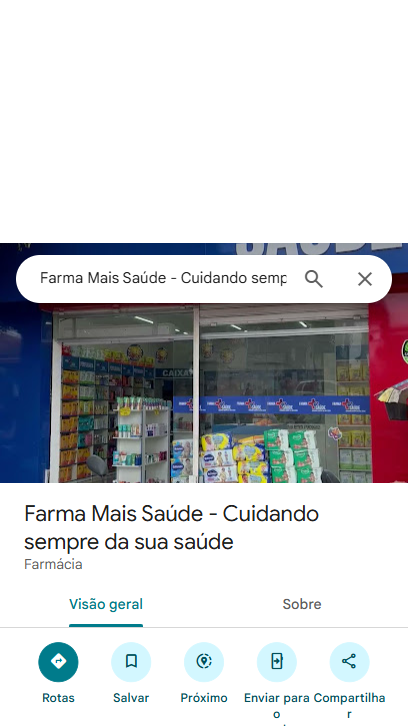 SAÚDE
Farma Mais Saúde - Cuidando semp
CAIXA
Farma Mais Saúde - Cuidando
sempre da sua saúde
Farmácia
Visão geral
Sobre
Rotas
Salvar
Próximo
Enviar para o
Compartilhar